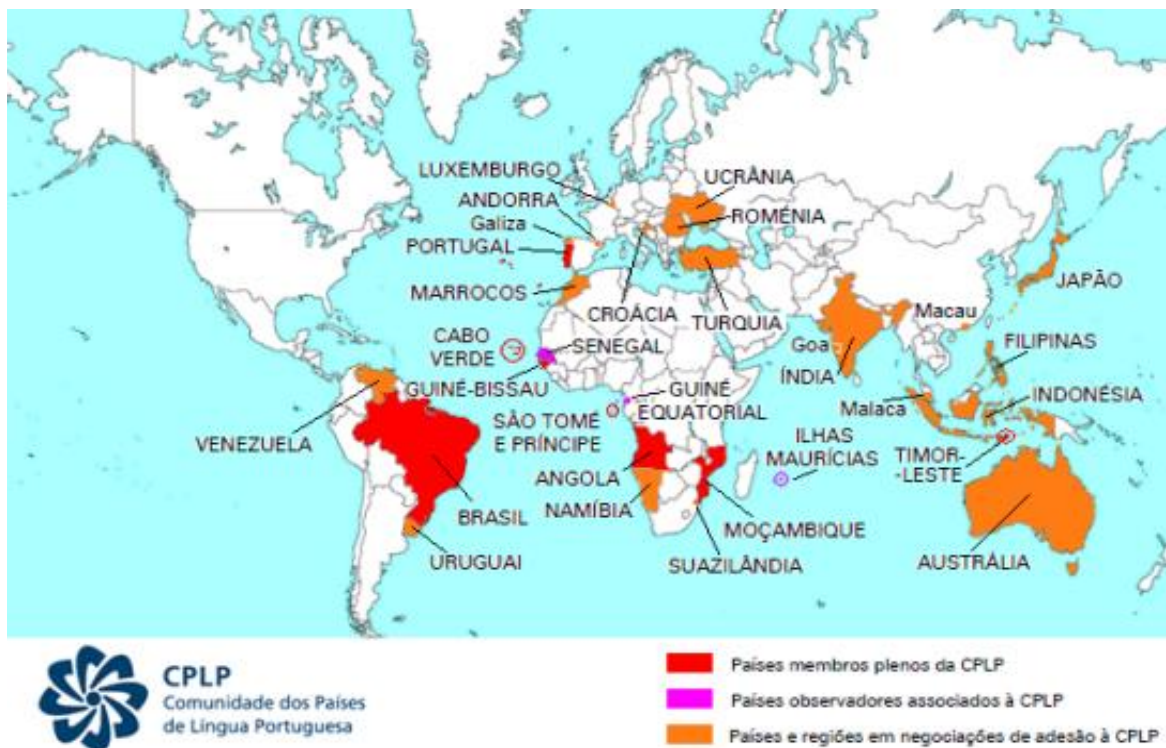 LUXEMBURGO
UCRÂNIA
ANDORRA
ROMÉNIA
Galiza
PORTUGAL
JAPÃO
MARROCOS
CROÁCIA
TURQUIA
Macau
CABO
VERDE
SENEGAL
Goa
FILIPINAS
GUINÉ-BISSAU
GUINÉ
EQUATORIAL
ÍNDIA
INDONÉSIA
Malaca
SÃO TOMÉ
E PRÍNCIPE
VENEZUELA
ILHAS
MAURÍCIAS
TIMOR-
-LESTE
ANGOLA
BRASIL
NAMÍBIA
MOÇAMBIQUE
URUGUAI
SUAZILÂNDIA
AUSTRÁLIA
CPLP
Comunidade dos Países
de Língua Portuguesa
Países membros plenos da CPLP
Países observadores associados à CPLP
Países e regiões em negociações de adesão à CPLP